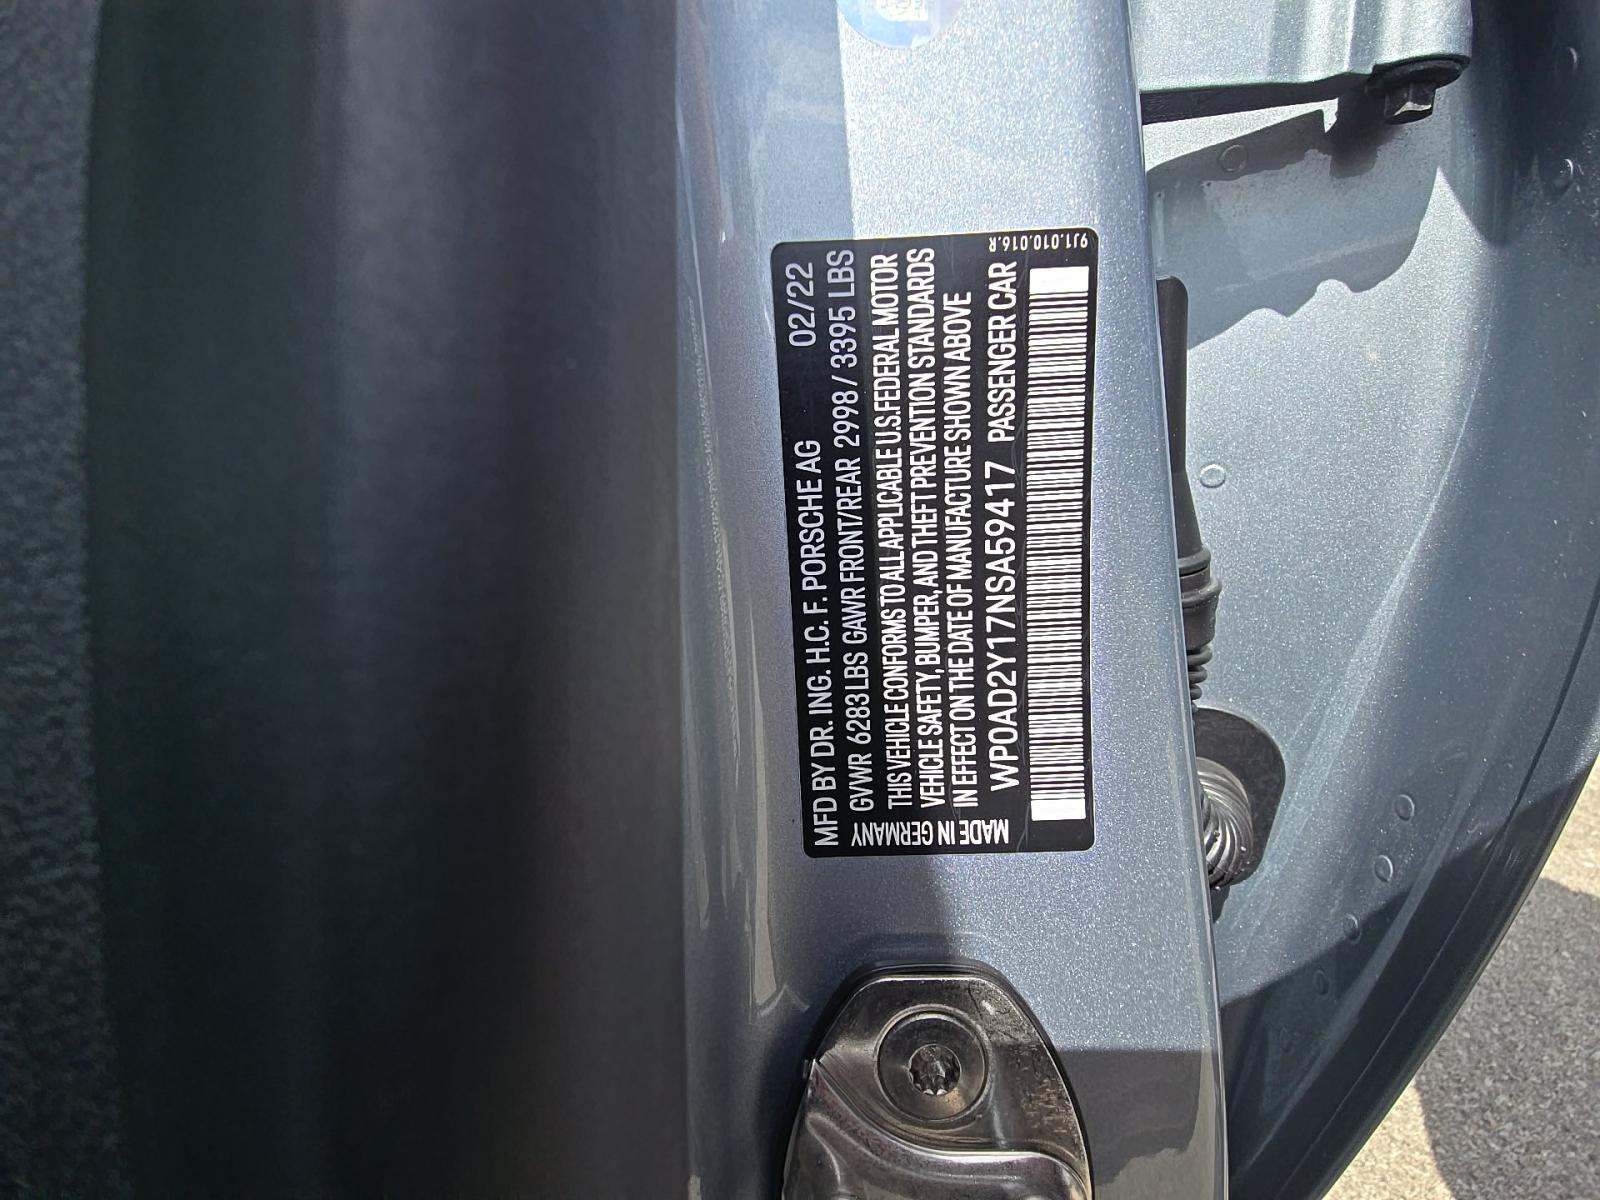 MFD BY DR. ING. H.C. F. PORSCHE AG 02/22
GVWR 6283 LBS GAWR FRONT/REAR 2998 / 3395 LBS
THIS VEHICLE CONFORMS TO ALL APPLICABLE U.S. FEDERAL MOTOR
VEHICLE SAFETY, BUMPER, AND THEFT PREVENTION STANDARDS
IN EFFECT ON THE DATE OF MANUFACTURE SHOWN ABOVE
WP0AD2Y17NSA59417 PASSENGER CAR
MADE IN GERMANY
9J1.010.016.R